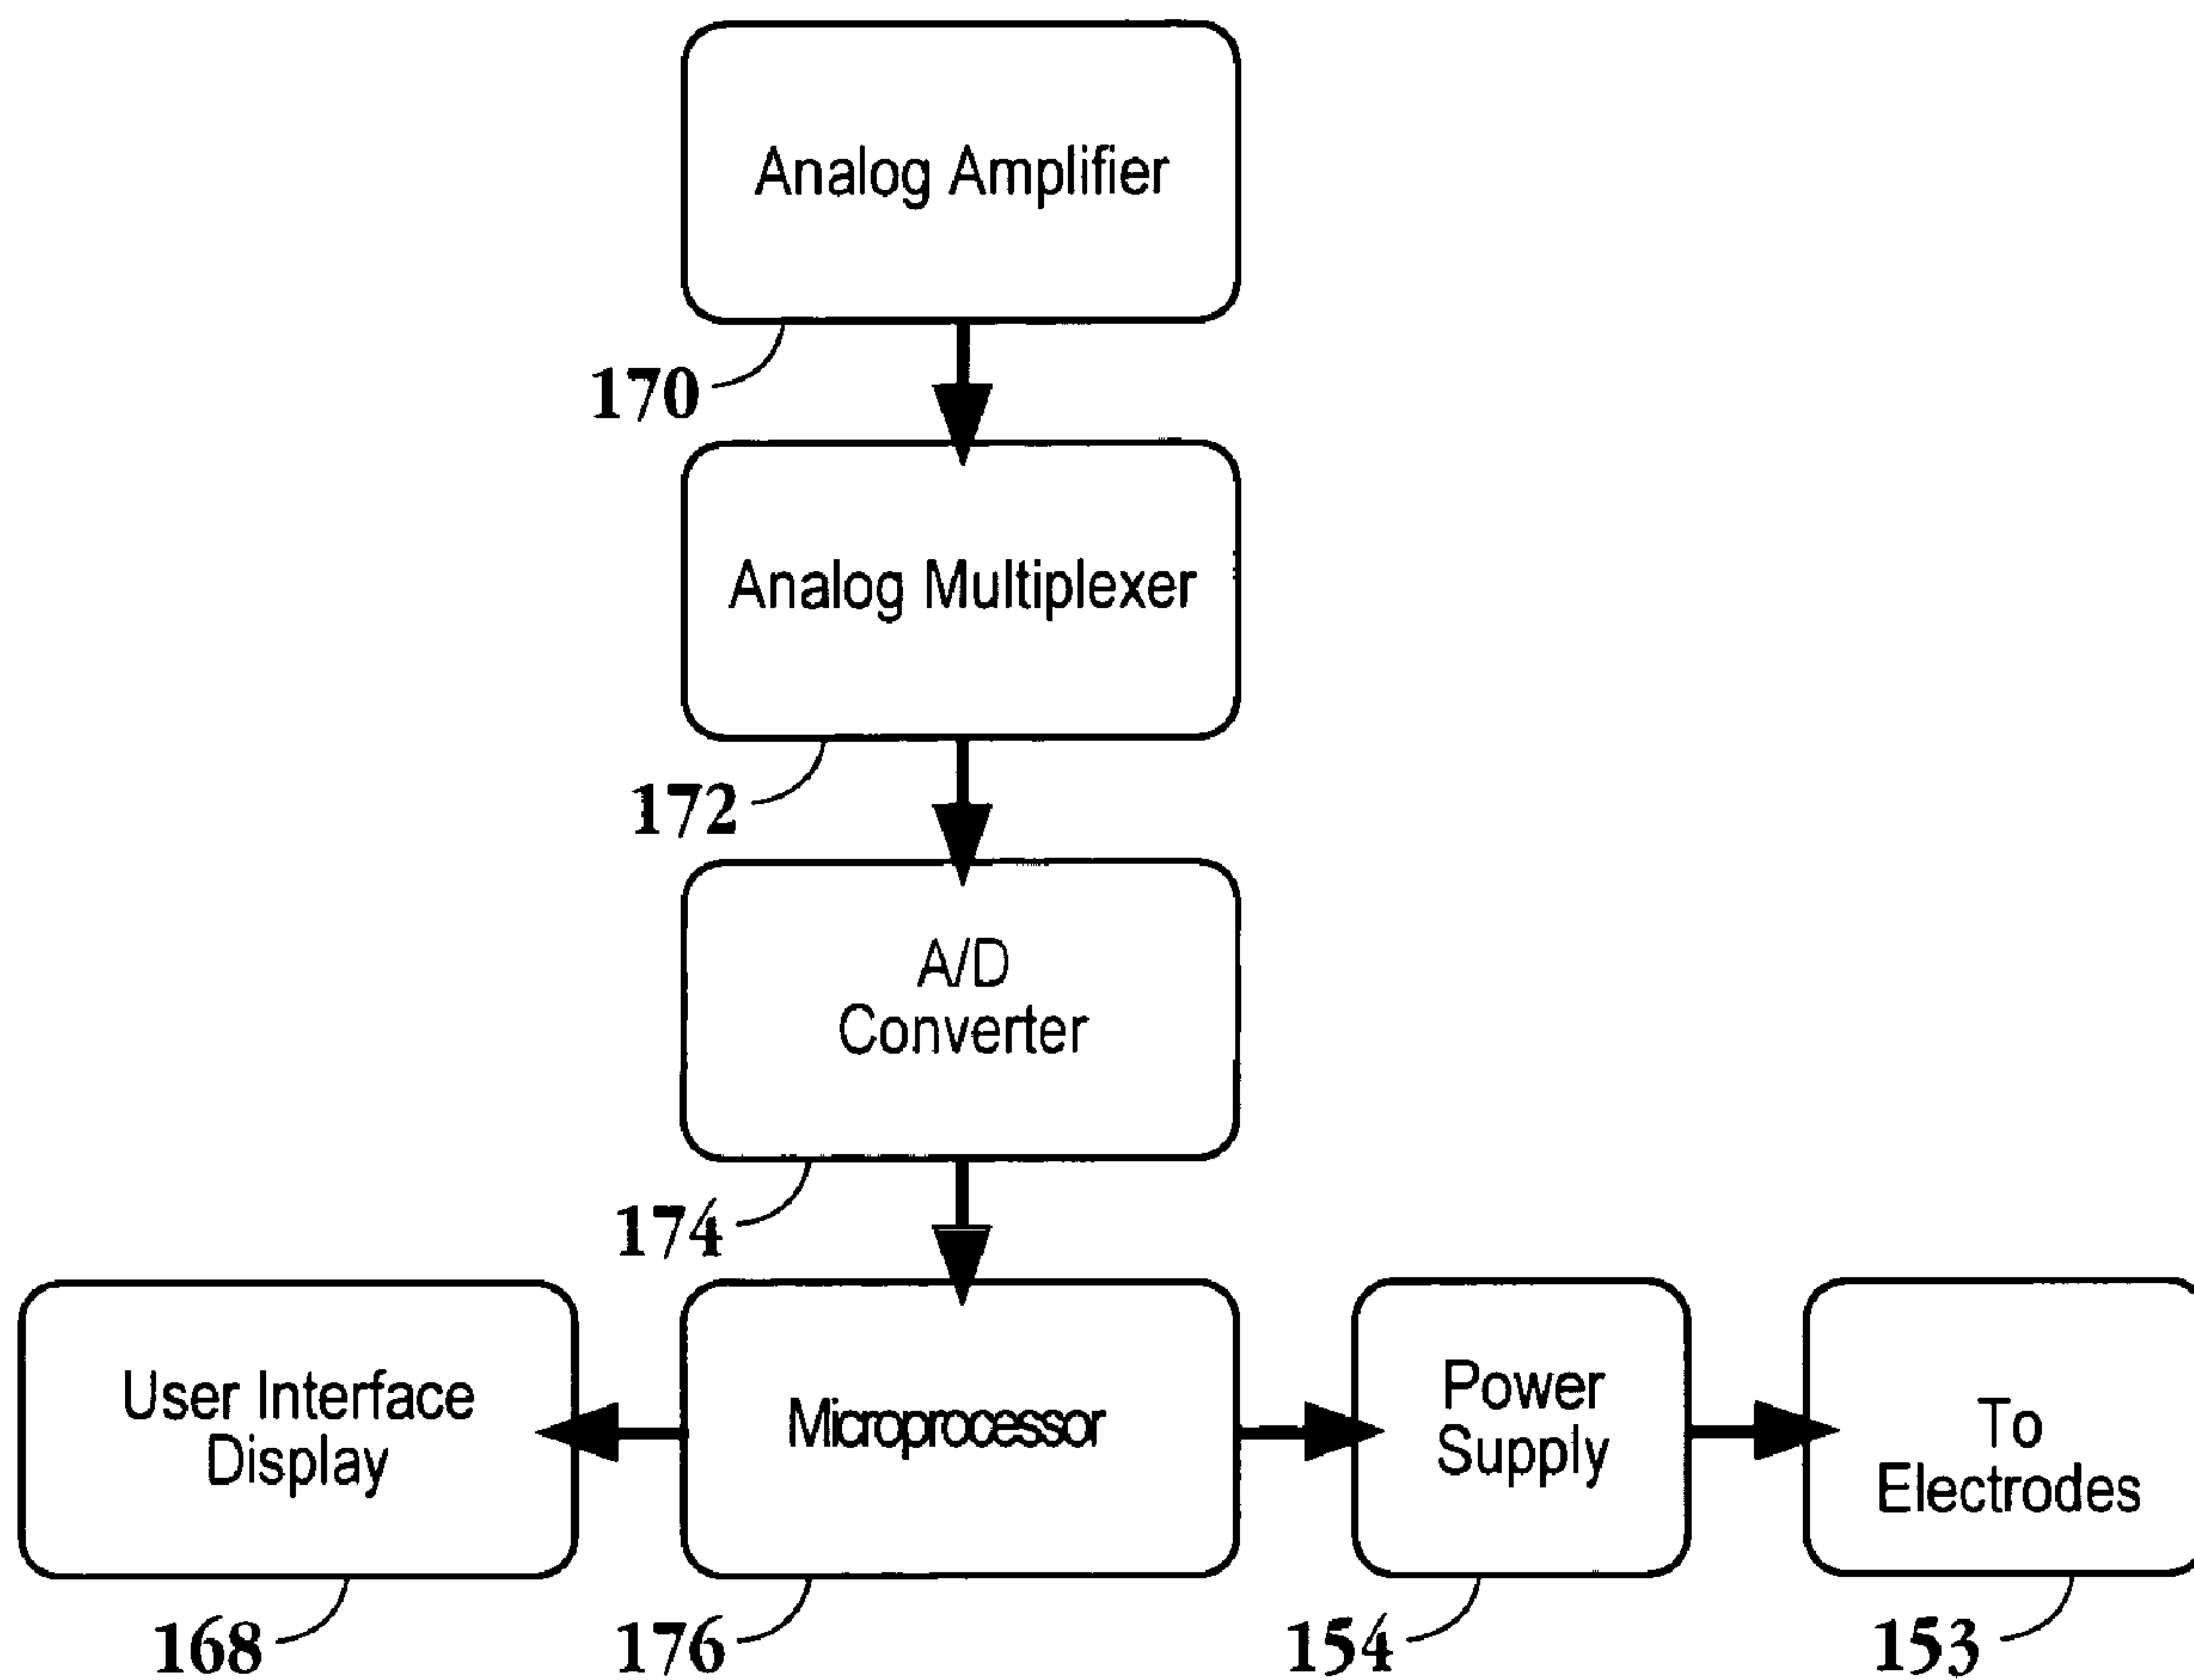 Analog Amplifier
170
Analog Multiplexer
172
A/D
Converter
174
User Interface
Display
168
Microprocessor
176
Power
Supply
154
To
Electrodes
153